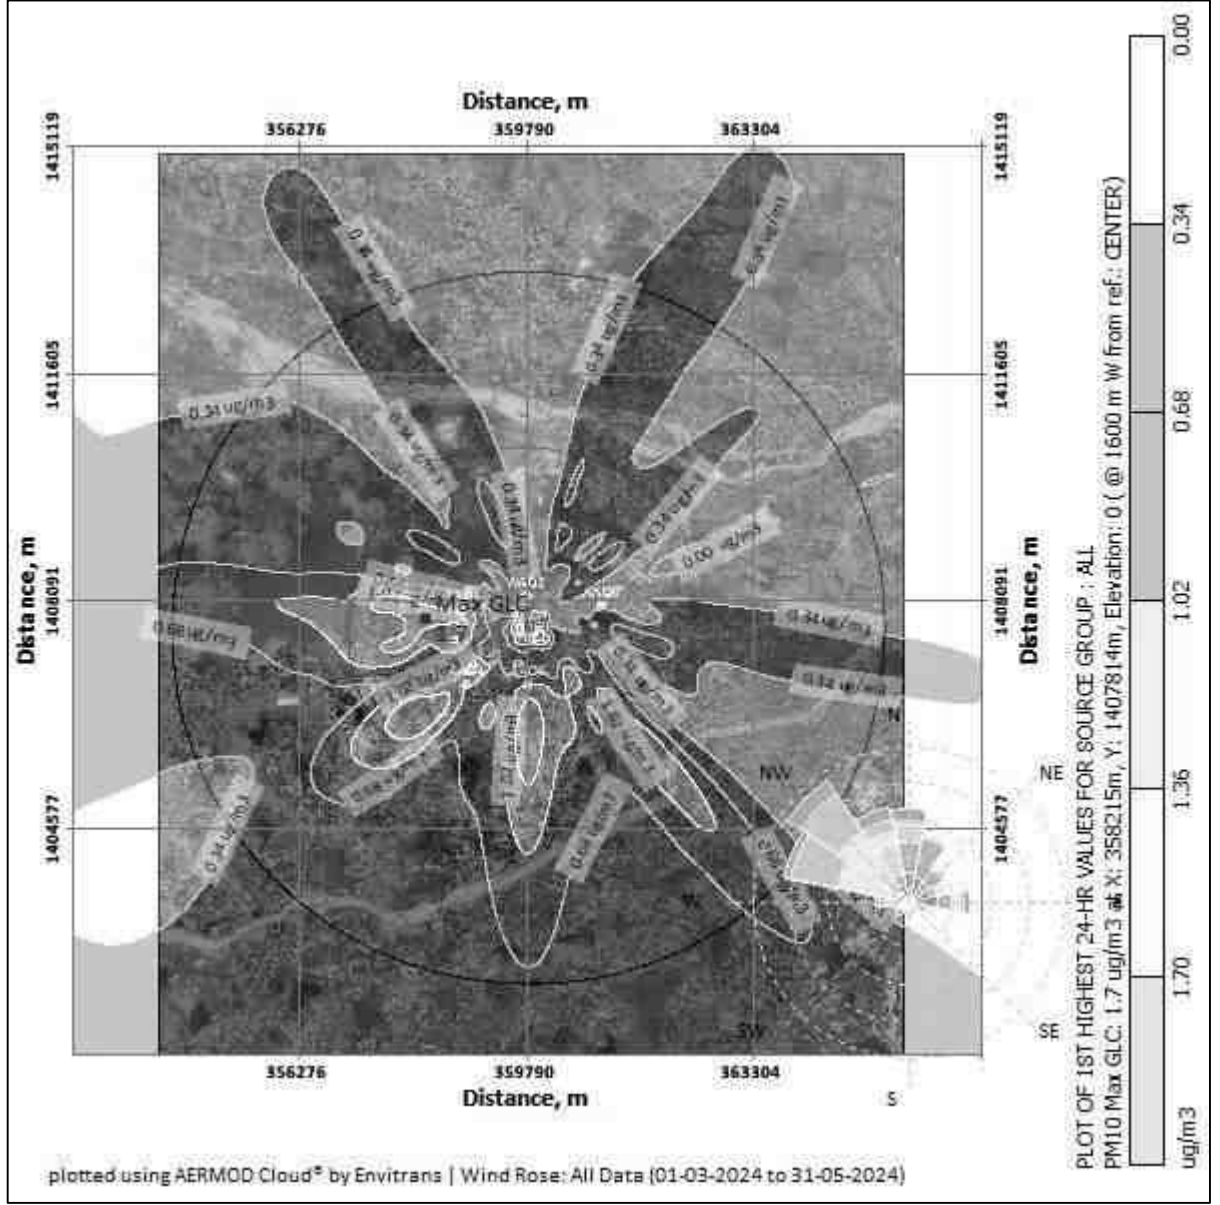 Distance, m
356276
359790
363304
1415119
1415119
1411605
1411605
1408091
1408091
1404577
1404577
Distance, m
Distance, m
0.34 ug/m3
0.34 ug/m3
0.34 ug/m3
0.34 ug/m3
0.34 ug/m3
0.34 ug/m3
0.00 ug/m3
Max GLC
0.34 ug/m3
0.68 ug/m3
0.34 ug/m3
0.34 ug/m3
N
NW
NE
W
SW
SE
S
356276
359790
363304
Distance, m
PLOT OF 1ST HIGHEST 24-HR VALUES FOR SOURCE GROUP : ALL
PM10 Max GLC: 1.7 ug/m3 at X: 358215m, Y: 1407814m, Elevation: 0 ( @ 1600 m W from ref.: CENTER)
0.00
0.34
0.68
1.02
1.36
1.70
ug/m3
plotted using AERMOD Cloud® by Envitrans | Wind Rose: All Data (01-03-2024 to 31-05-2024)